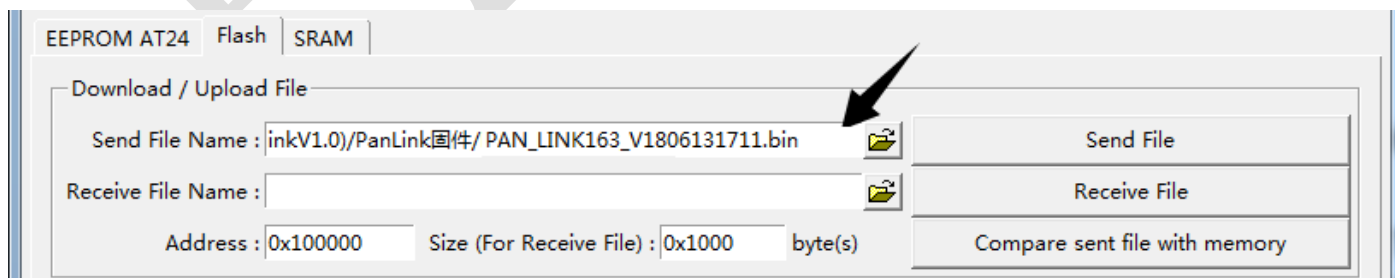 EEPROM AT24 Flash SRAM
Download / Upload File
Send File Name : inkV1.0)/PanLink固件/ PAN_LINK163_V1806131711.bin Send File
Receive File Name : Receive File
Address : 0x100000 Size (For Receive File) : 0x1000 byte(s) Compare sent file with memory